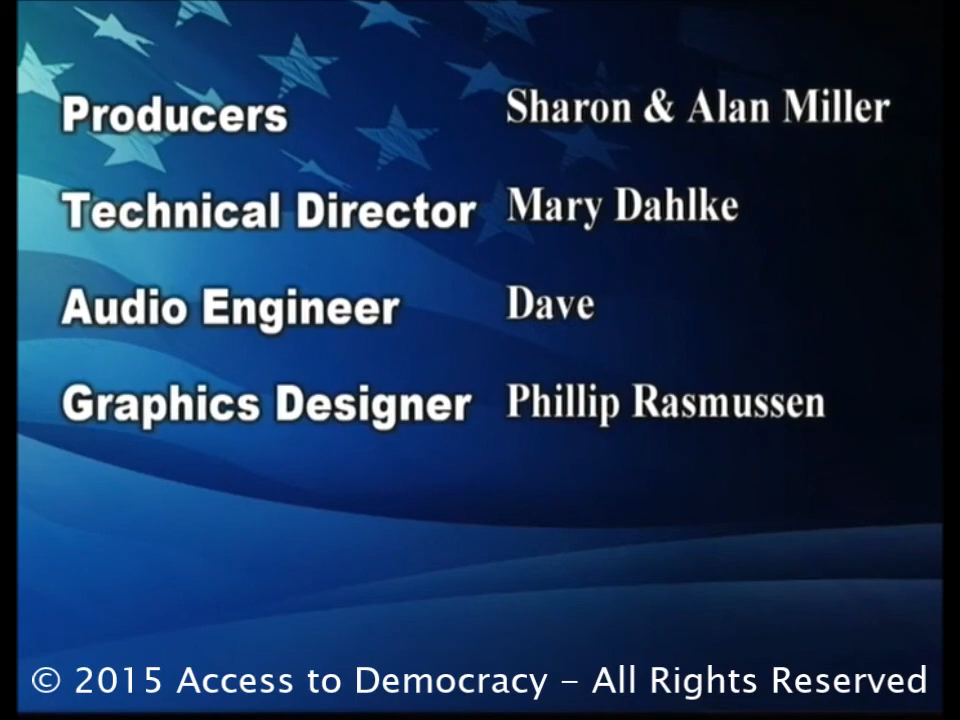 Producers Sharon & Alan Miller
Technical Director Mary Dahlke
Audio Engineer Dave
Graphics Designer Phillip Rasmussen
© 2015 Access to Democracy – All Rights Reserved